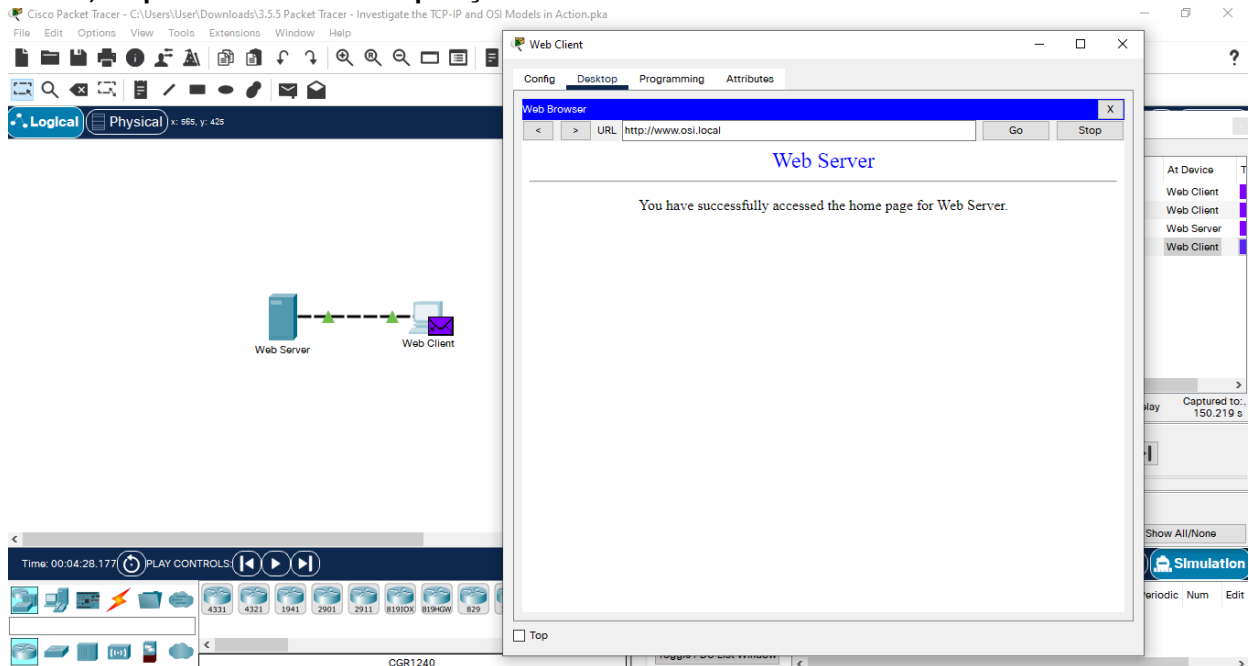 Cisco Packet Tracer - C:\Users\User\Downloads\3.5.5 Packet Tracer - Investigate the TCP-IP and OSI Models in Action.pka
File Edit Options View Tools Extensions Window Help
Web Client
Config Desktop Programming Attributes
?
Logical Physical x: 565, y: 425
Web Browser X
< > URL http://www.osi.local Go Stop
Web Server
At Device
Web Client
You have successfully accessed the home page for Web Server.
Web Client
Web Server
Web Client
Web Server
Web Client
Captured to:
150.219 s
Show All/None
Time: 00:04:28.177 PLAY CONTROLS:
Simulation
4331 4321 1941 2901 2911 819IOX 819HGW 829
Num Edit
Top
CGR1240